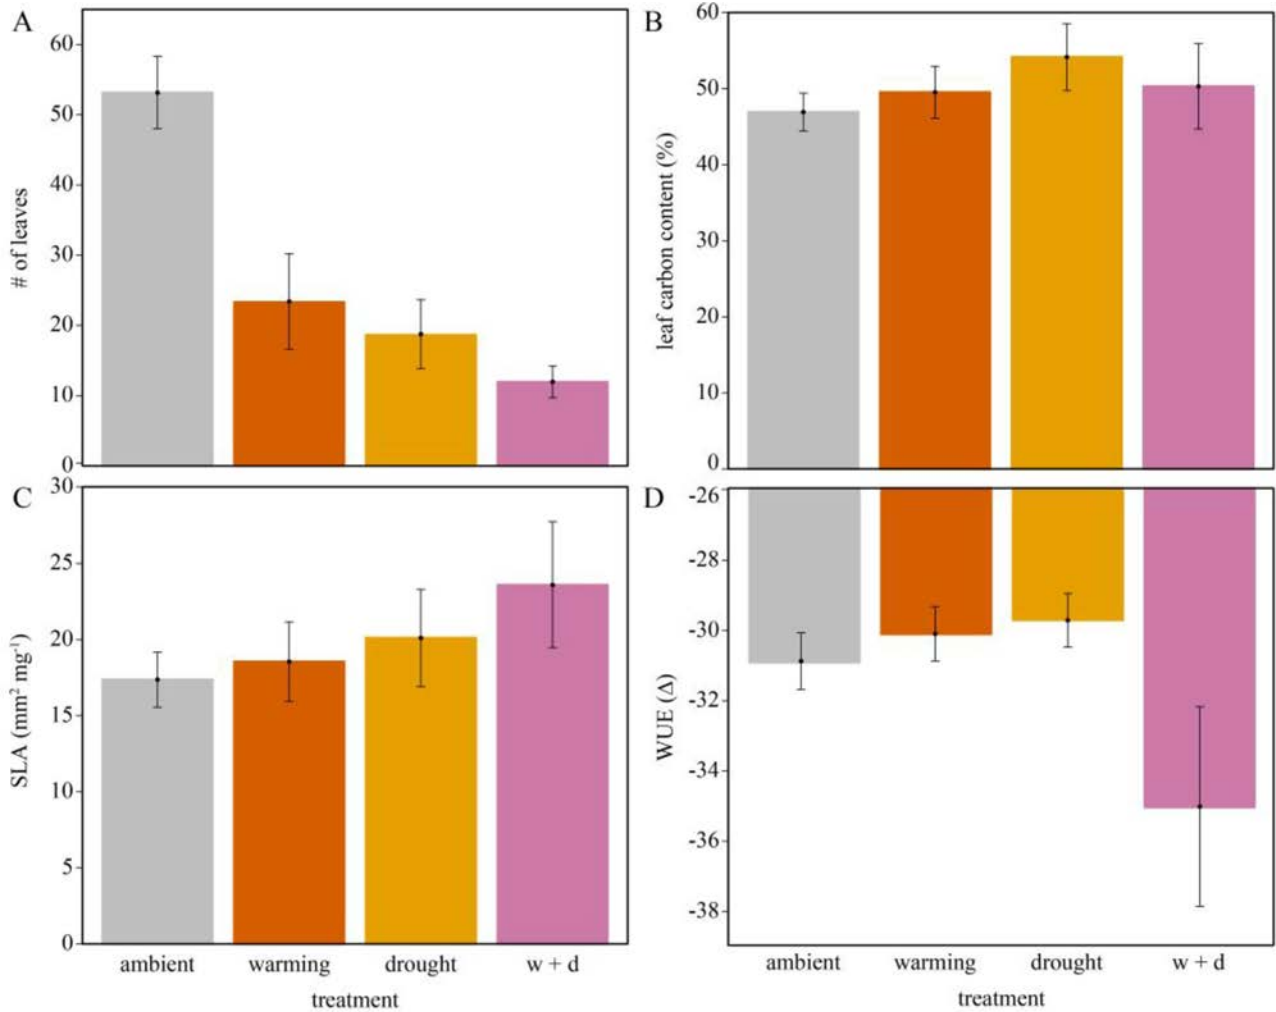 A
# of leaves
60
50
40
30
20
10
0
B
leaf carbon content (%)
60
50
40
30
20
10
0
C
SLA (mm² mg⁻¹)
30
25
20
15
10
5
0
ambient warming drought w + d
treatment
D
WUE (Δ)
-26
-28
-30
-32
-34
-36
-38
ambient warming drought w + d
treatment